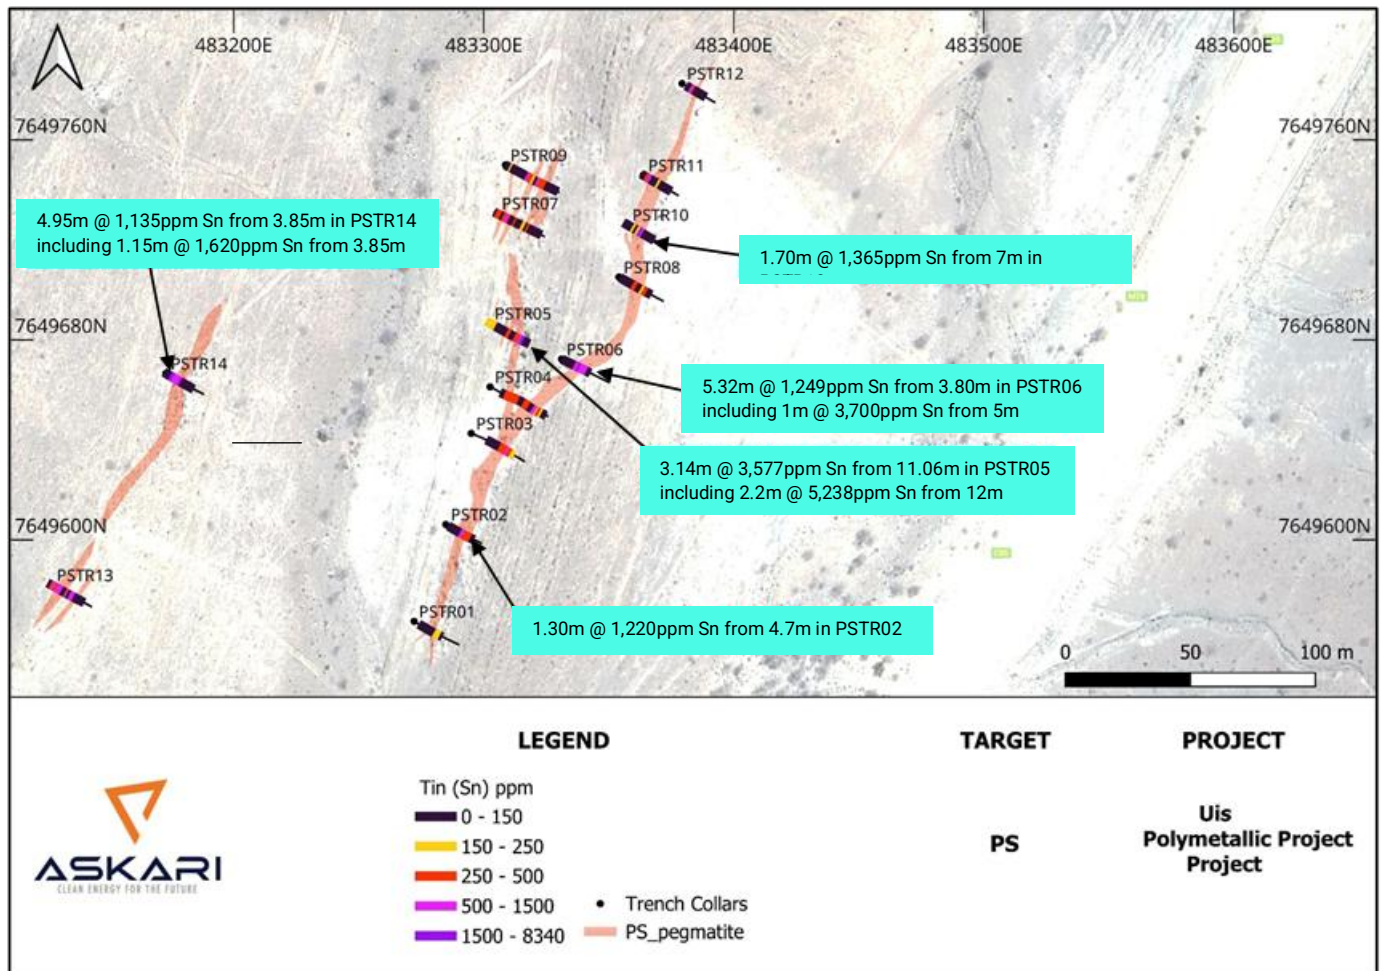 483200E
483300E
483400E
483500E
483600E
PSTR12
7649760N
7649760N
PSTR09
PSTR11
PSTR07
PSTR10
4.95m @ 1,135ppm Sn from 3.85m in PSTR14
including 1.15m @ 1,620ppm Sn from 3.85m
1.70m @ 1,365ppm Sn from 7m in
PSTR08
PSTR05
7649680N
7649680N
PSTR06
PSTR14
PSTR04
5.32m @ 1,249ppm Sn from 3.80m in PSTR06
including 1m @ 3,700ppm Sn from 5m
PSTR03
3.14m @ 3,577ppm Sn from 11.06m in PSTR05
including 2.2m @ 5,238ppm Sn from 12m
PSTR02
7649600N
7649600N
PSTR13
PSTR01
1.30m @ 1,220ppm Sn from 4.7m in PSTR02
0 50 100 m
LEGEND
TARGET
PROJECT
Tin (Sn) ppm
0 - 150
150 - 250
250 - 500
500 - 1500
1500 - 8340
Trench Collars
PS_pegmatite
PS
Uis
Polymetallic Project
Project
ASKARI
CLEAN ENERGY FOR THE FUTURE